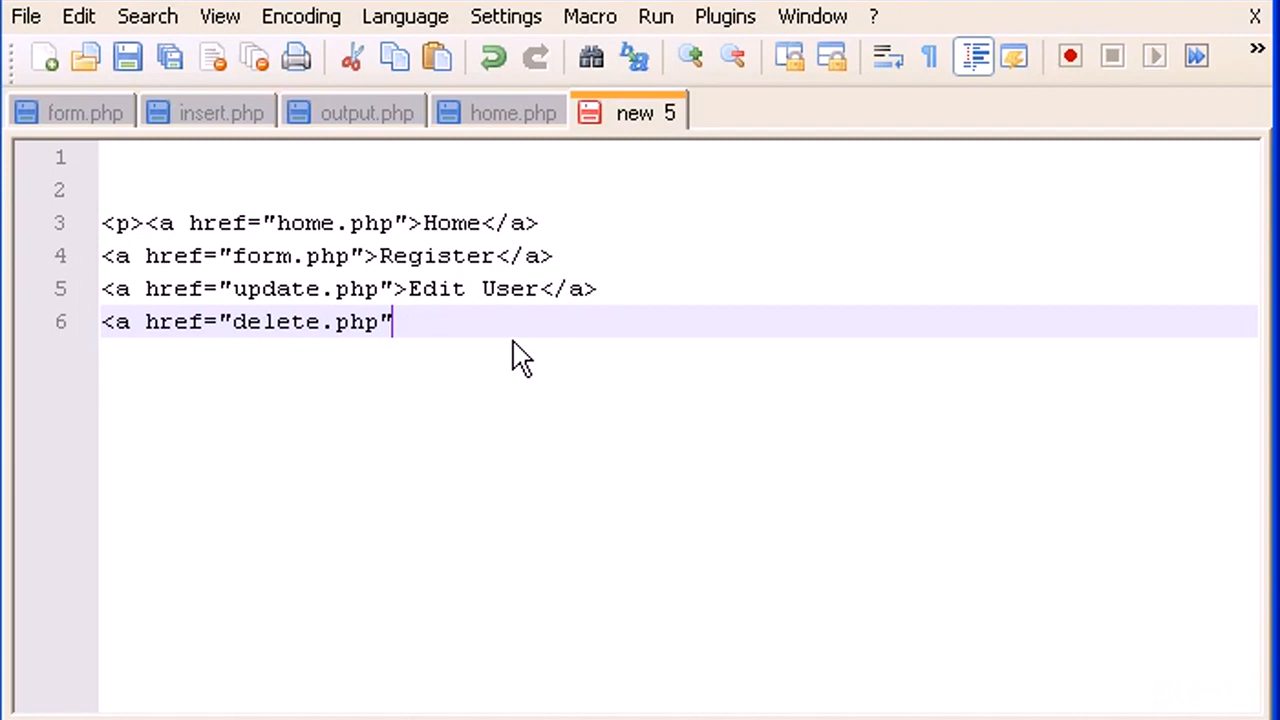 File Edit Search View Encoding Language Settings Macro Run Plugins Window ? X
»
form.php insert.php output.php home.php new 5
1
2
3 <p><a href="home.php">Home</a>
4 <a href="form.php">Register</a>
5 <a href="update.php">Edit User</a>
6 <a href="delete.php"